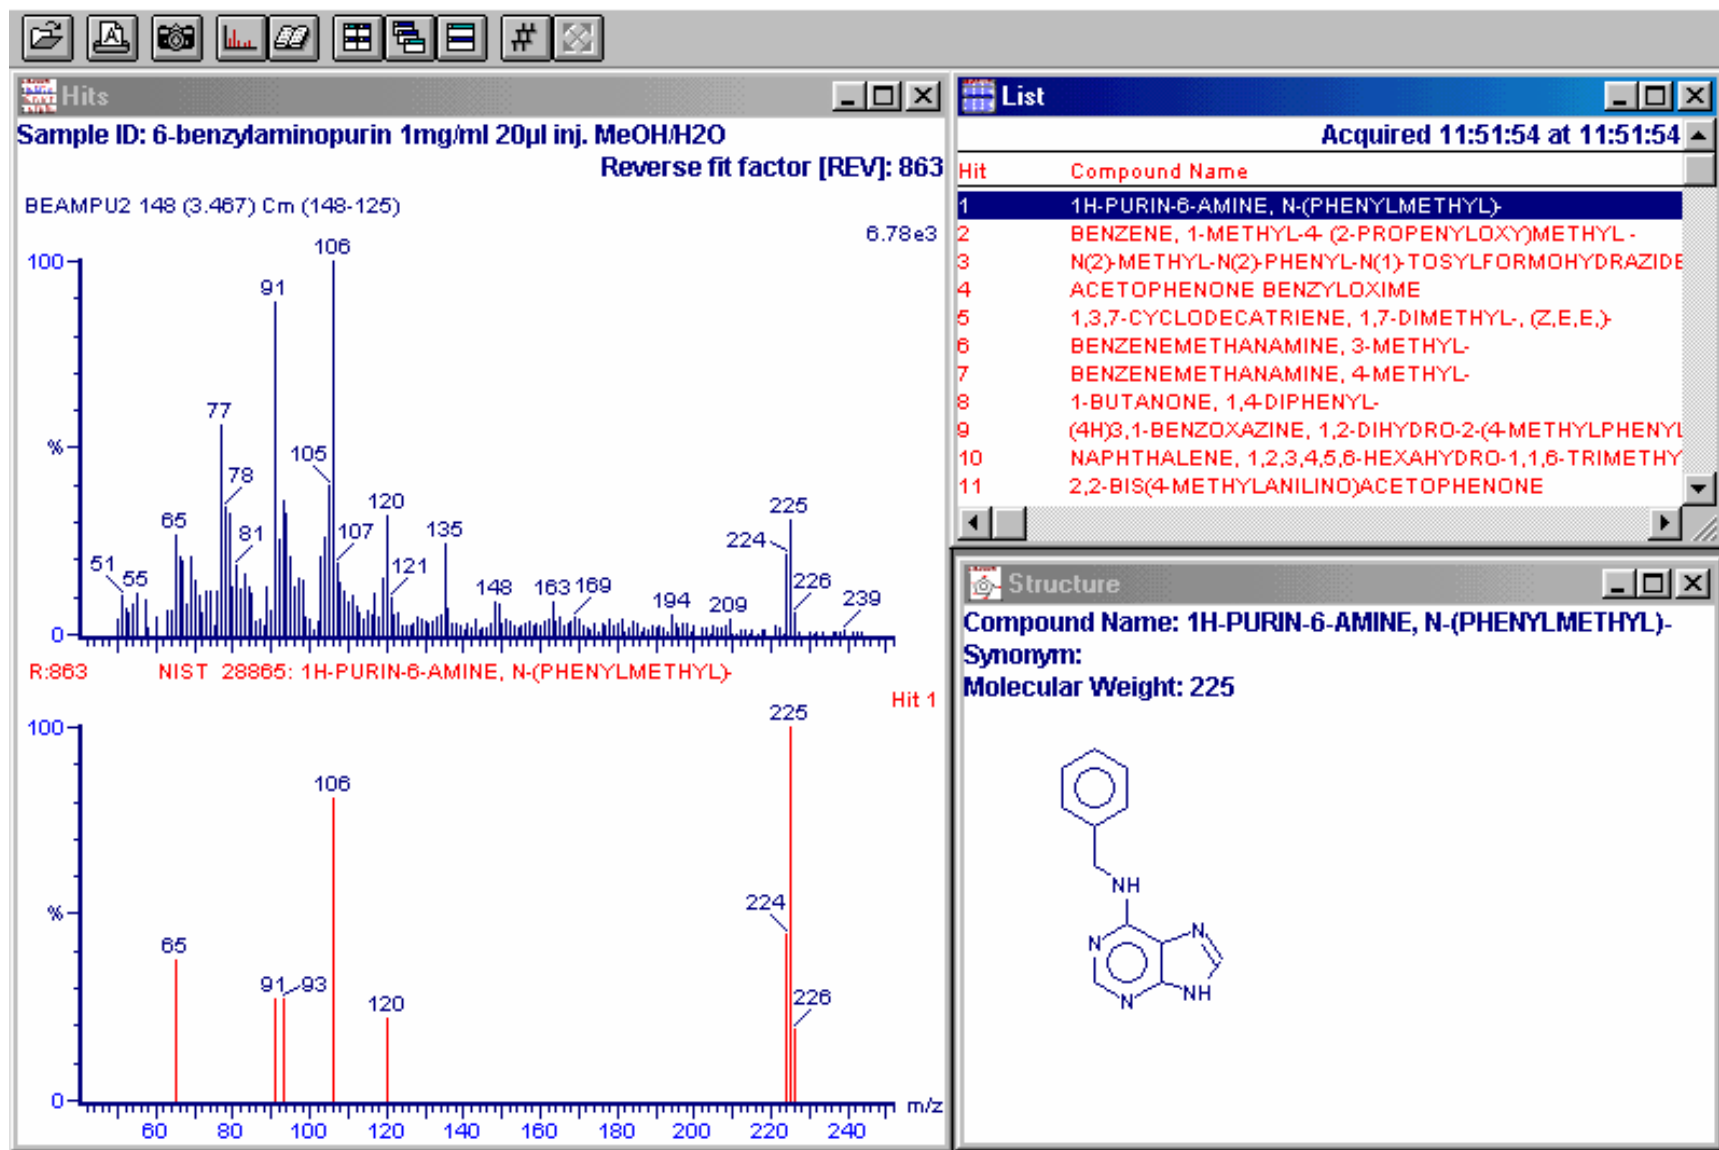 Hits
Sample ID: 6-benzylaminopurin 1mg/ml 20µl inj. MeOH/H2O
Reverse fit factor [REV]: 863
BEAMPU2 148 (3.467) Cm (148-125)
6.78e3
106
100
91
77
%
105
78
120
225
65
81
107
135
224
51
55
121
148
163
169
194
209
226
239
0
R:863 NIST 28865: 1H-PURIN-6-AMINE, N-(PHENYLMETHYL)-
Hit 1
225
100
106
224
%
65
91
93
120
226
0
m/z
60 80 100 120 140 160 180 200 220 240
List
Acquired 11:51:54 at 11:51:54
Hit Compound Name
1 1H-PURIN-6-AMINE, N-(PHENYLMETHYL)-
2 BENZENE, 1-METHYL-4- (2-PROPENYLOXY)METHYL -
3 N(2)-METHYL-N(2)-PHENYL-N(1)-TOSYLFORMOHYDRAZIDE
4 ACETOPHENONE BENZYLOXIME
5 1,3,7-CYCLODECATRIENE, 1,7-DIMETHYL-, (Z,E,E,)-
6 BENZENEMETHANAMINE, 3-METHYL-
7 BENZENEMETHANAMINE, 4-METHYL-
8 1-BUTANONE, 1,4-DIPHENYL-
9 (4H)3,1-BENZOXAZINE, 1,2-DIHYDRO-2-(4-METHYLPHENYL
10 NAPHTHALENE, 1,2,3,4,5,6-HEXAHYDRO-1,1,6-TRIMETHY
11 2,2-BIS(4-METHYLANILINO)ACETOPHENONE
Structure
Compound Name: 1H-PURIN-6-AMINE, N-(PHENYLMETHYL)-
Synonym:
Molecular Weight: 225
NH
N
N
N
NH